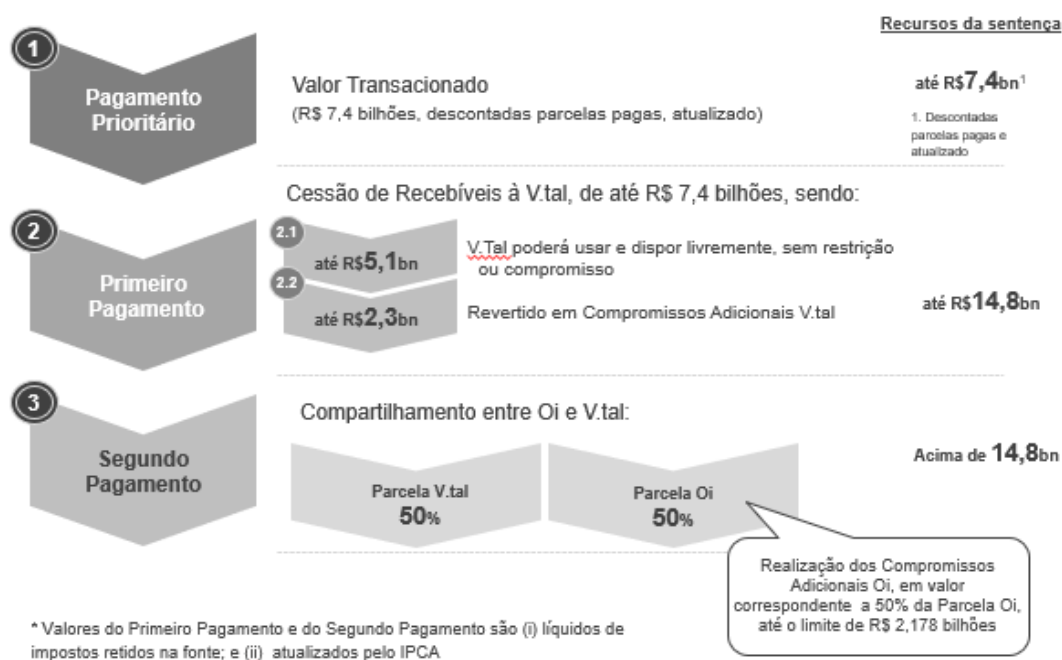 Recursos da sentença
1
Pagamento
Prioritário
Valor Transacionado
(R$ 7,4 bilhões, descontadas parcelas pagas, atualizado)
até R$7,4bn¹
1. Descontadas
parcelas pagas e
atualizado
Cessão de Recebíveis à V.tal, de até R$ 7,4 bilhões, sendo:
2
Primeiro
Pagamento
2.1
até R$5,1bn
V.Tal poderá usar e dispor livremente, sem restrição
ou compromisso
2.2
até R$2,3bn
Revertido em Compromissos Adicionais V.tal
até R$14,8bn
3
Segundo
Pagamento
Compartilhamento entre Oi e V.tal:
Parcela V.tal
50%
Parcela Oi
50%
Acima de 14,8bn
Realização dos Compromissos
Adicionais Oi, em valor
correspondente a 50% da Parcela Oi,
até o limite de R$ 2,178 bilhões
* Valores do Primeiro Pagamento e do Segundo Pagamento são (i) líquidos de
impostos retidos na fonte; e (ii) atualizados pelo IPCA